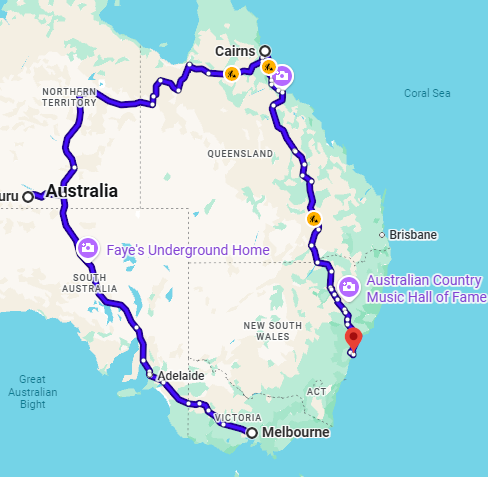 Cairns
Coral Sea
NORTHERN
TERRITORY
QUEENSLAND
uru
Australia
Brisbane
Faye's Underground Home
SOUTH
AUSTRALIA
Australian Country
Music Hall of Fame
NEW SOUTH
WALES
Great
Australian
Bight
Adelaide
ACT
VICTORIA
Melbourne